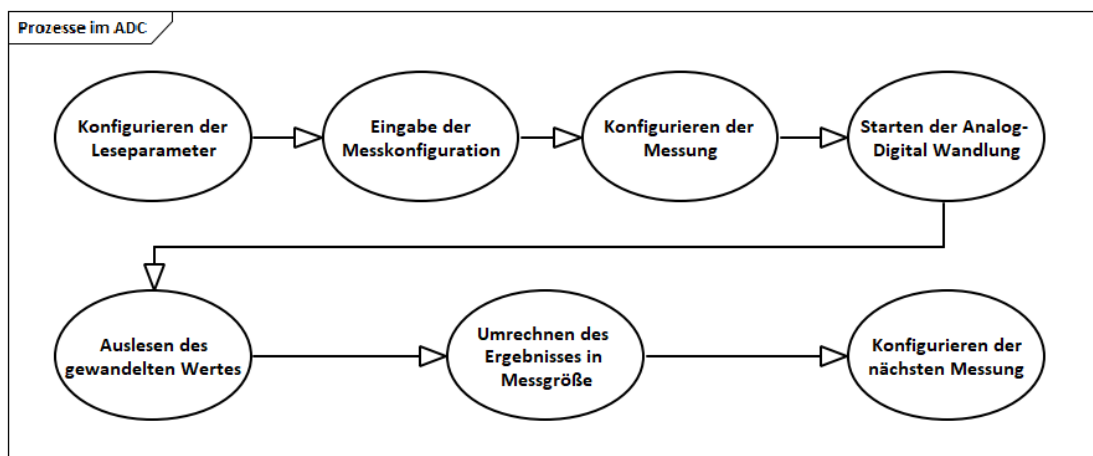 Prozesse im ADC
Konfigurieren der
Leseparameter
Eingabe der
Messkonfiguration
Konfigurieren der
Messung
Starten der Analog-
Digital Wandlung
Auslesen des
gewandelten Wertes
Umrechnen des
Ergebnisses in
Messgröße
Konfigurieren der
nächsten Messung